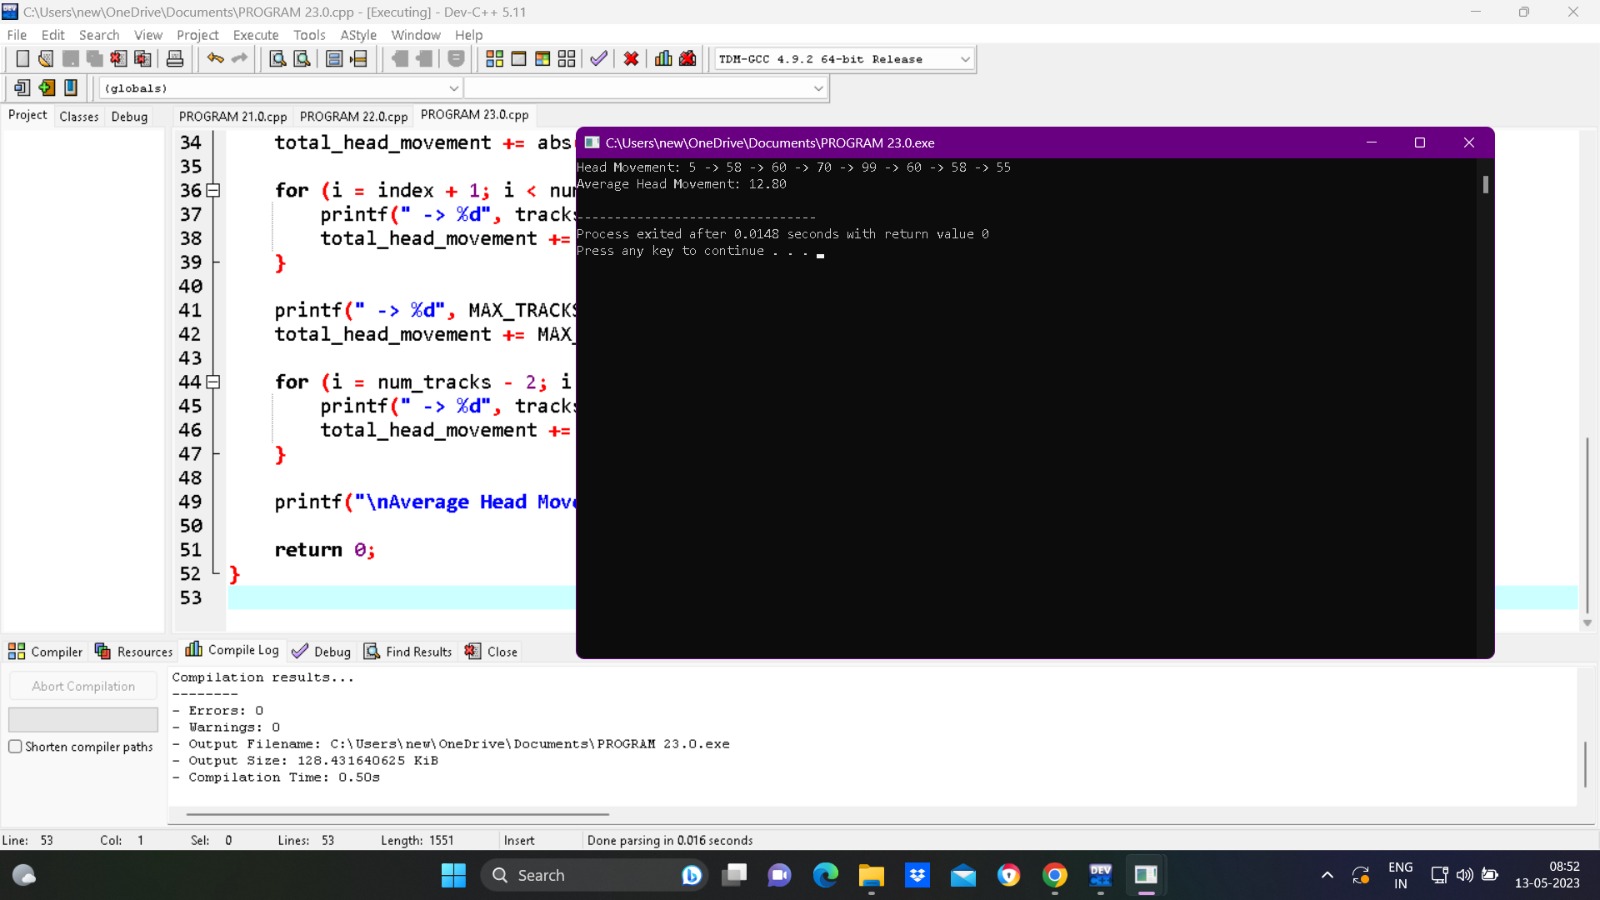 C:\Users\new\OneDrive\Documents\PROGRAM 23.0.cpp - [Executing] - Dev-C++ 5.11
File Edit Search View Project Execute Tools AStyle Window Help
TDM-GCC 4.9.2 64-bit Release
(globals)
Project Classes Debug
PROGRAM 21.0.cpp PROGRAM 22.0.cpp PROGRAM 23.0.cpp
34 total_head_movement += abs
35
36 for (i = index + 1; i < num
37 printf(" -> %d", tracks
38 total_head_movement +=
39 }
40
41 printf(" -> %d", MAX_TRACKS
42 total_head_movement += MAX_
43
44 for (i = num_tracks - 2; i
45 printf(" -> %d", tracks
46 total_head_movement +=
47 }
48
49 printf("\nAverage Head Move
50
51 return 0;
52 }
53
C:\Users\new\OneDrive\Documents\PROGRAM 23.0.exe
Head Movement: 5 -> 58 -> 60 -> 70 -> 99 -> 60 -> 58 -> 55
Average Head Movement: 12.80
--------------------------------
Process exited after 0.0148 seconds with return value 0
Press any key to continue . . .
Compiler Resources Compile Log Debug Find Results Close
Abort Compilation
Shorten compiler paths
Compilation results...
--------
- Errors: 0
- Warnings: 0
- Output Filename: C:\Users\new\OneDrive\Documents\PROGRAM 23.0.exe
- Output Size: 128.431640625 KiB
- Compilation Time: 0.50s
Line: 53 Col: 1 Sel: 0 Lines: 53 Length: 1551 Insert Done parsing in 0.016 seconds
Search
DEV
ENG
IN
08:52
13-05-2023